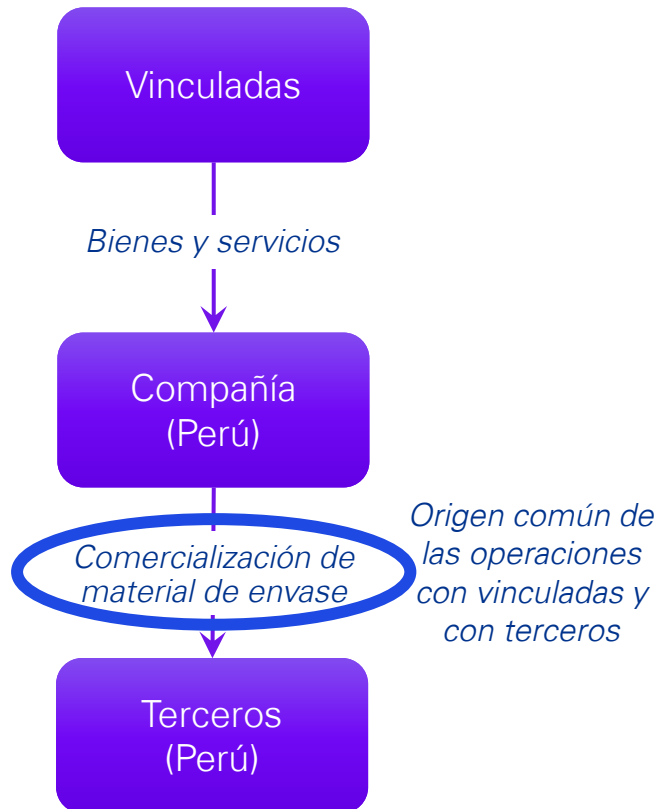 Vinculadas
Bienes y servicios
Compañía
(Perú)
Comercialización de
material de envase
Origen común de
las operaciones
con vinculadas y
con terceros
Terceros
(Perú)